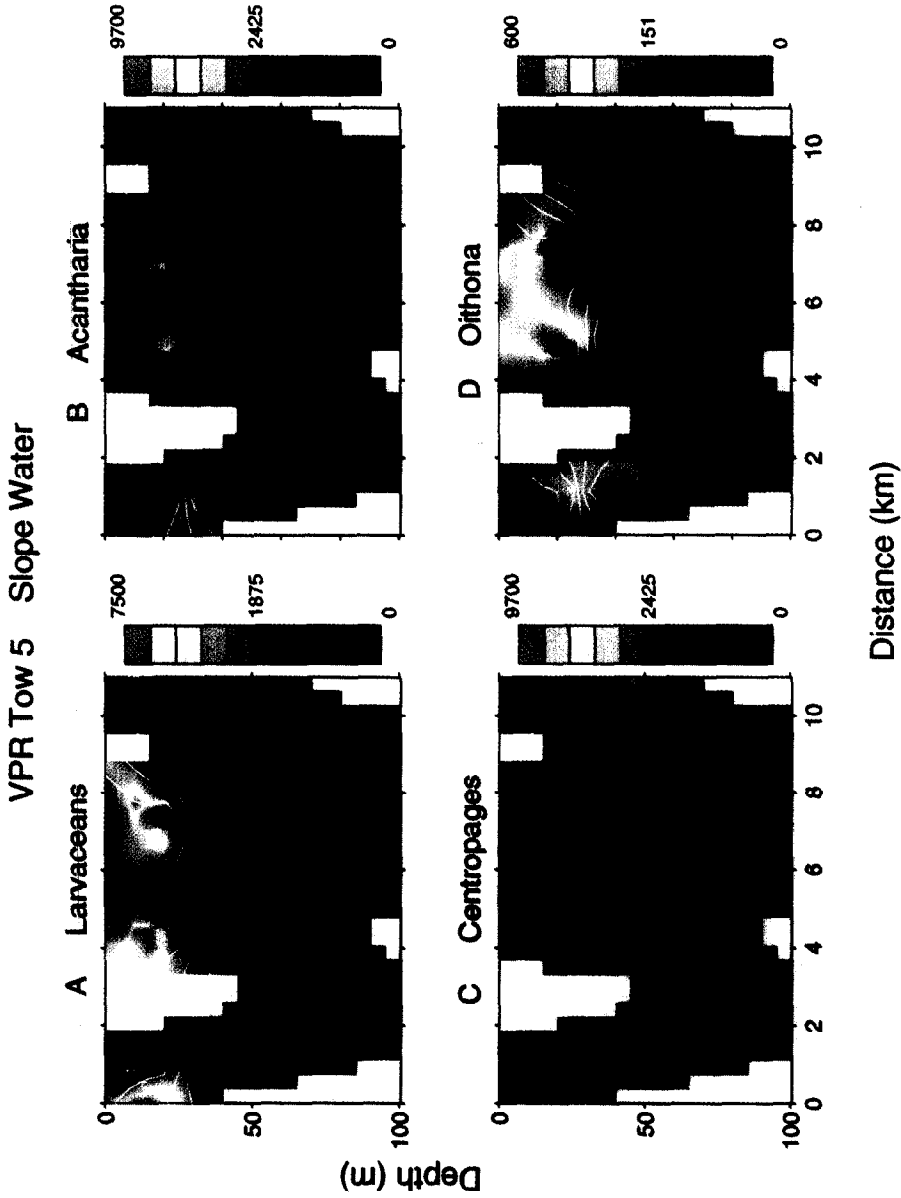 VPR Tow 5 Slope Water
A Larvaceans
7500
1875
0
B Acantharia
9700
2425
0
0
50
100
C Centropages
9700
2425
0
D Oithona
600
151
0
0
50
100
0 2 4 6 8 10
0 2 4 6 8 10
Depth (m)
Distance (km)